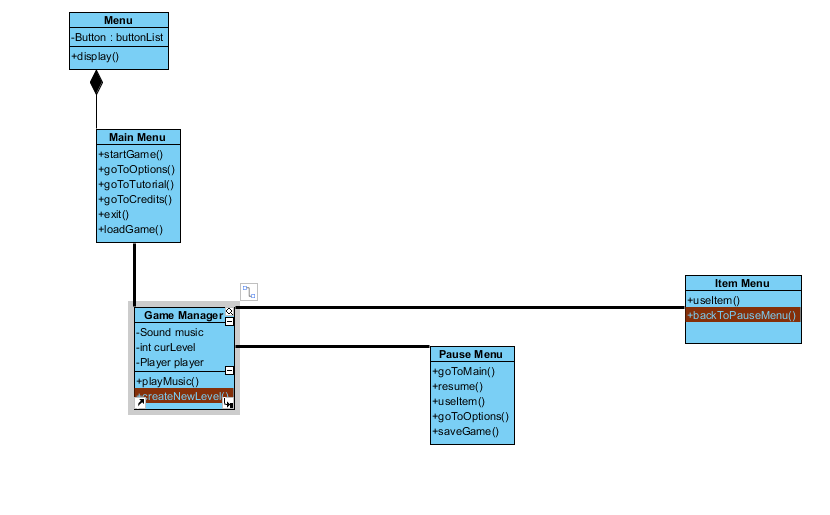 Menu
-Button : buttonList
+display()
Main Menu
+startGame()
+goToOptions()
+goToTutorial()
+goToCredits()
+exit()
+loadGame()
Game Manager
-Sound music
-int curLevel
-Player player
+playMusic()
+createNewLevel()
Item Menu
+useItem()
+backToPauseMenu()
Pause Menu
+goToMain()
+resume()
+useItem()
+goToOptions()
+saveGame()